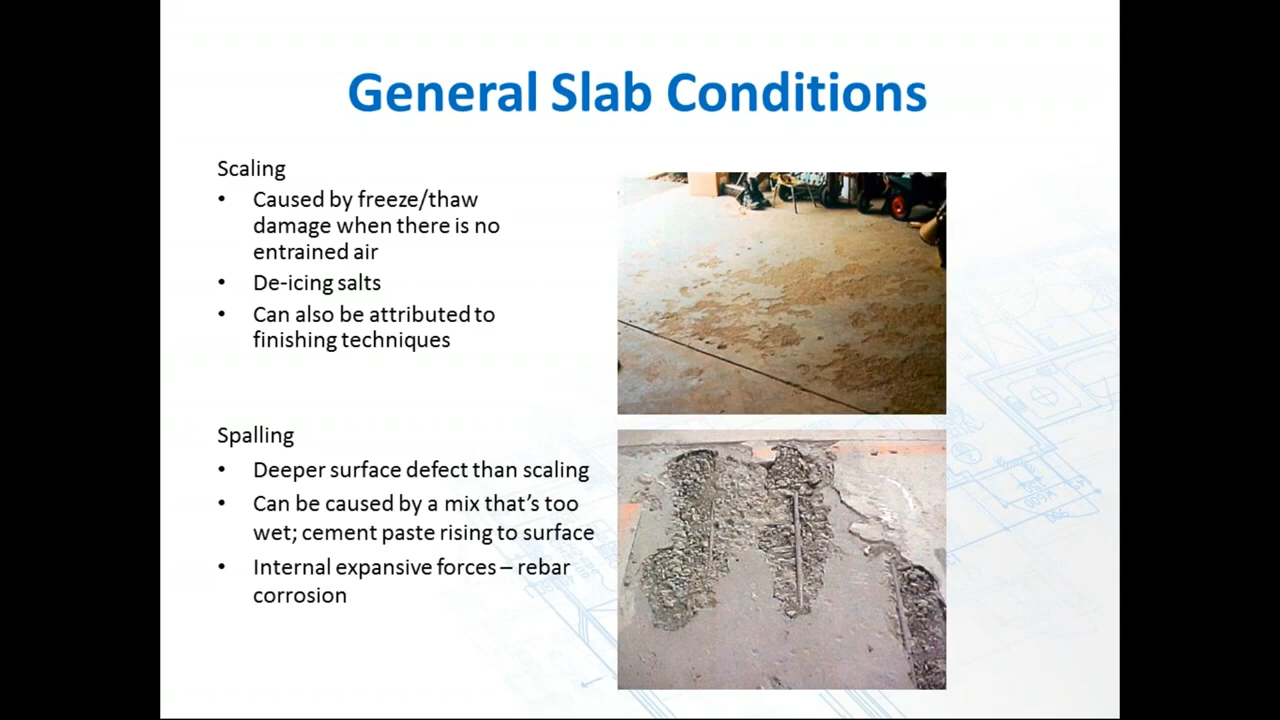 General Slab Conditions
Scaling
• Caused by freeze/thaw
damage when there is no
entrained air
• De-icing salts
• Can also be attributed to
finishing techniques
Spalling
• Deeper surface defect than scaling
• Can be caused by a mix that’s too
wet; cement paste rising to surface
• Internal expansive forces – rebar
corrosion